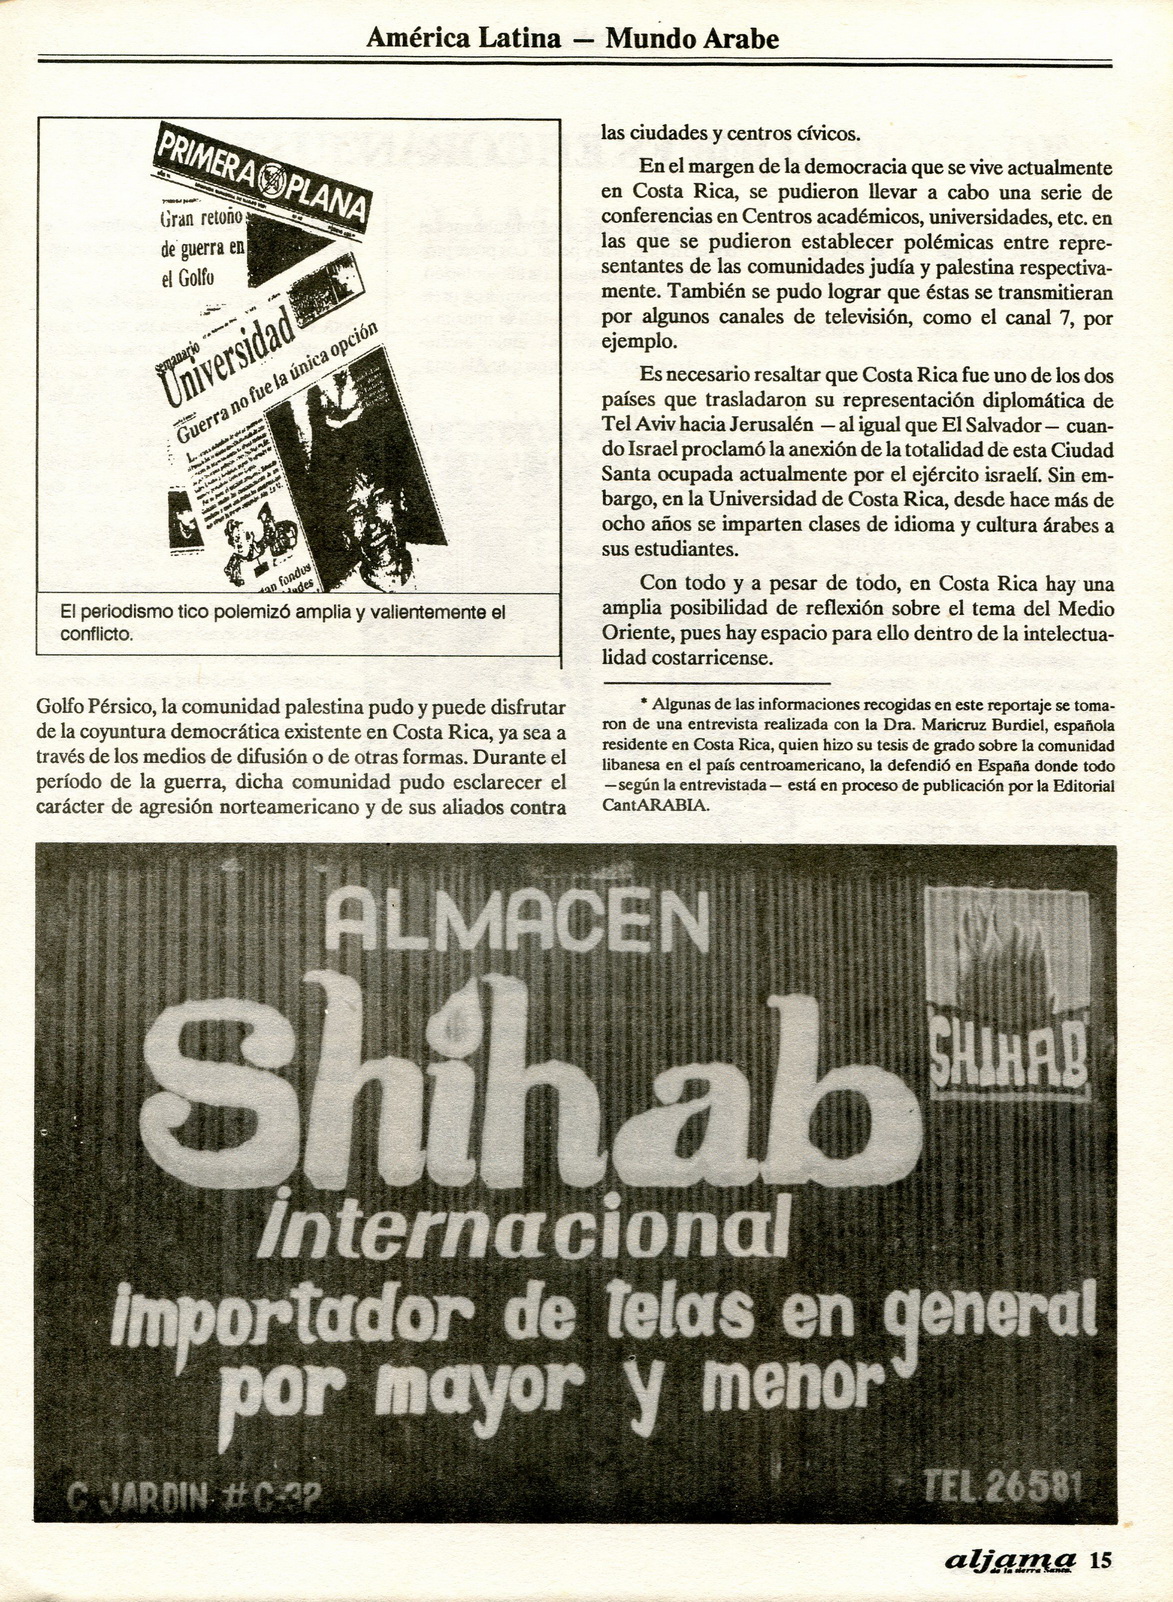 América Latina — Mundo Arabe
PRIMERA PLANA
Gran retoño
de guerra en
el Golfo
semanario
Universidad
Guerra no fue la única opción
El periodismo tico polemizó amplia y valientemente el
conflicto.
Golfo Pérsico, la comunidad palestina pudo y puede disfrutar
de la coyuntura democrática existente en Costa Rica, ya sea a
través de los medios de difusión o de otras formas. Durante el
período de la guerra, dicha comunidad pudo esclarecer el
carácter de agresión norteamericano y de sus aliados contra
las ciudades y centros cívicos.
En el margen de la democracia que se vive actualmente
en Costa Rica, se pudieron llevar a cabo una serie de
conferencias en Centros académicos, universidades, etc. en
las que se pudieron establecer polémicas entre repre-
sentantes de las comunidades judía y palestina respectiva-
mente. También se pudo lograr que éstas se transmitieran
por algunos canales de televisión, como el canal 7, por
ejemplo.
Es necesario resaltar que Costa Rica fue uno de los dos
países que trasladaron su representación diplomática de
Tel Aviv hacia Jerusalén —al igual que El Salvador— cuan-
do Israel proclamó la anexión de la totalidad de esta Ciudad
Santa ocupada actualmente por el ejército israelí. Sin em-
bargo, en la Universidad de Costa Rica, desde hace más de
ocho años se imparten clases de idioma y cultura árabes a
sus estudiantes.
Con todo y a pesar de todo, en Costa Rica hay una
amplia posibilidad de reflexión sobre el tema del Medio
Oriente, pues hay espacio para ello dentro de la intelectua-
lidad costarricense.
* Algunas de las informaciones recogidas en este reportaje se toma-
ron de una entrevista realizada con la Dra. Maricruz Burdiel, española
residente en Costa Rica, quien hizo su tesis de grado sobre la comunidad
libanesa en el país centroamericano, la defendió en España donde todo
—según la entrevistada— está en proceso de publicación por la Editorial
CantARABIA.
ALMACEN
Shihab
SHIHAB
internacional
importador de telas en general
por mayor y menor
C JARDIN # C-32
TEL. 26581
aljama 15
de la tierra Santa.